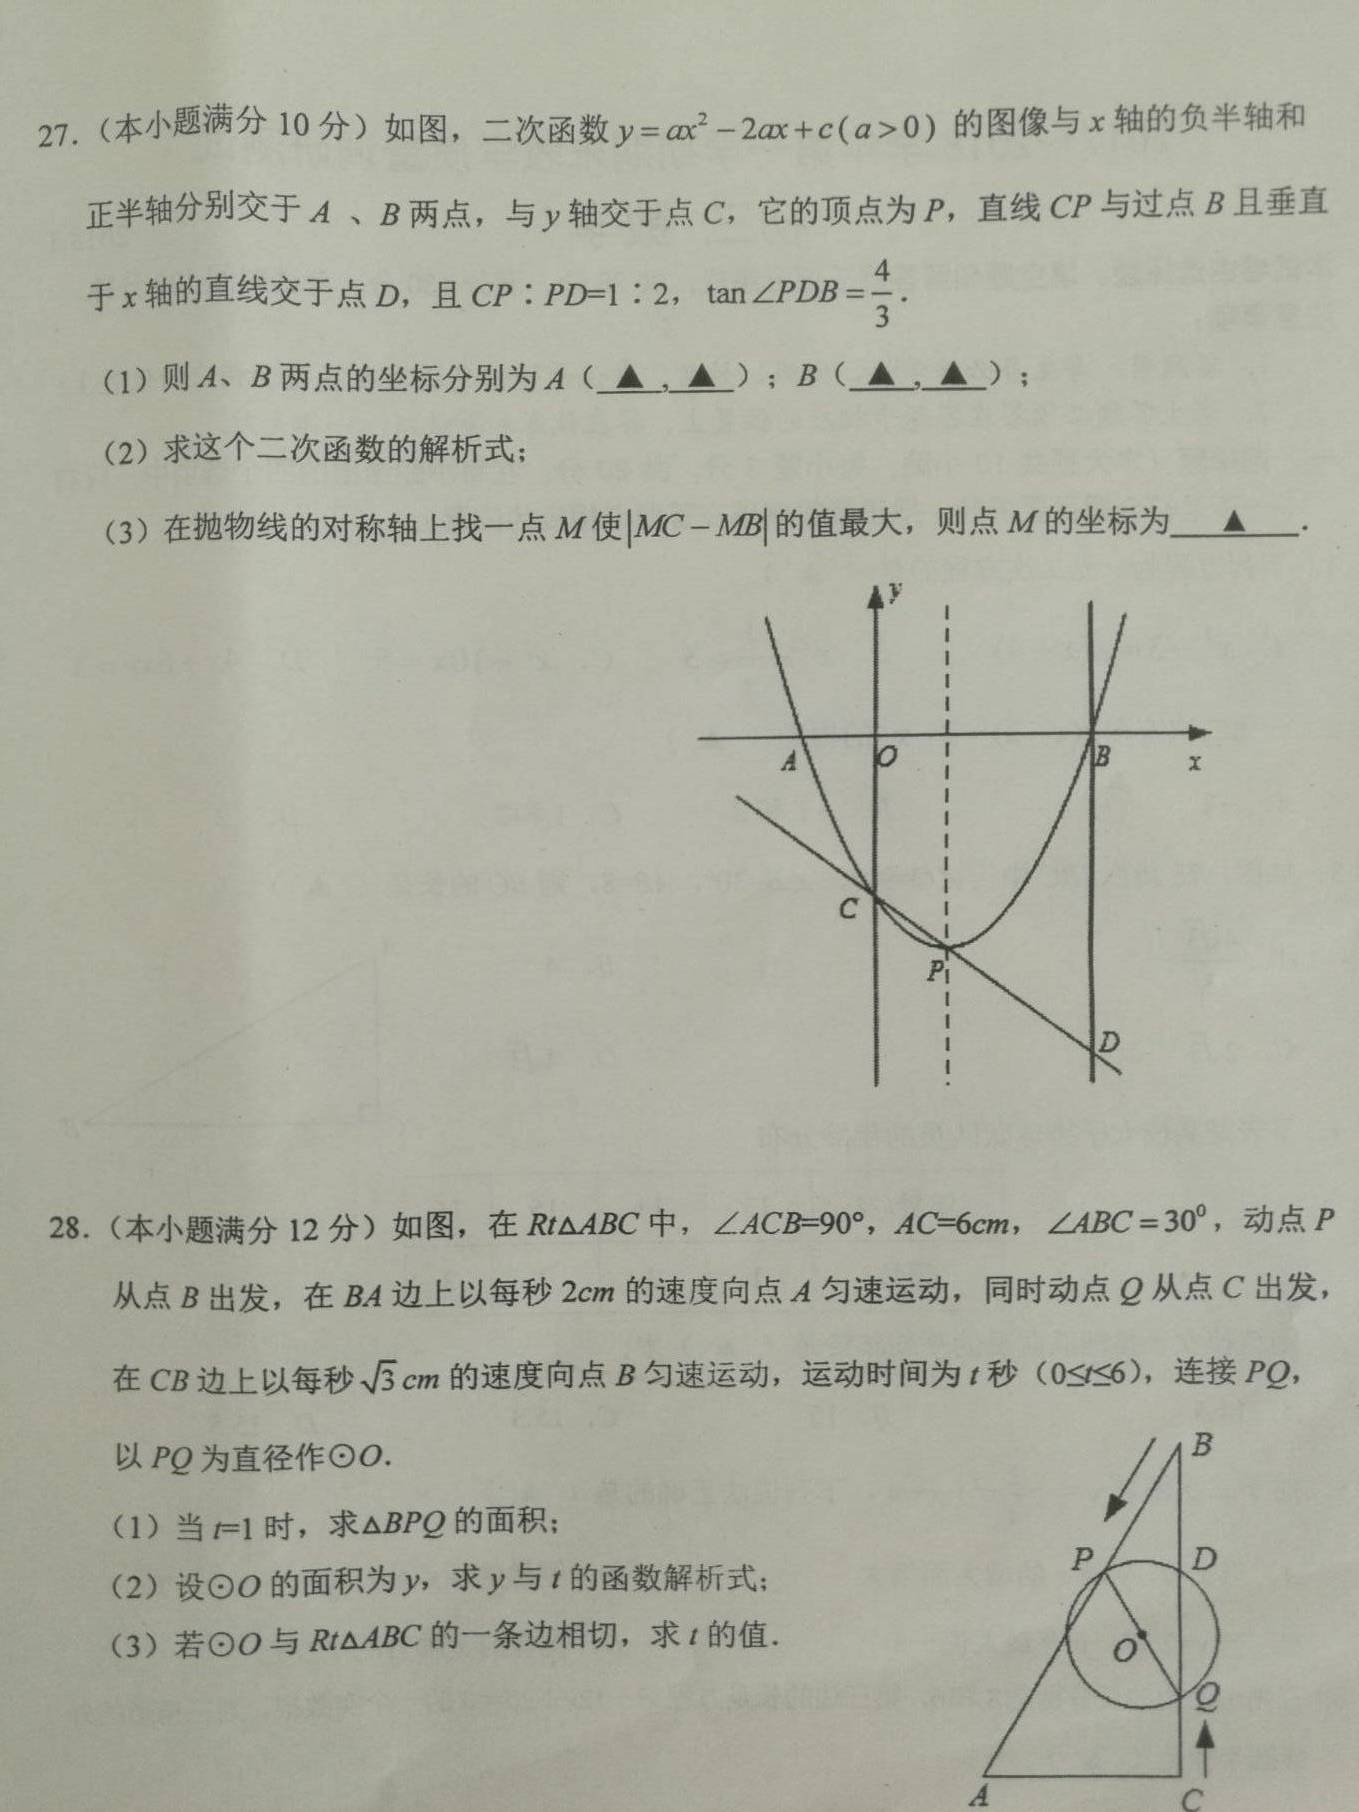 27.（本小题满分 10 分）如图，二次函数 y = ax² − 2ax + c ( a > 0 ) 的图像与 x 轴的负半轴和
正半轴分别交于 A 、B 两点，与 y 轴交于点 C，它的顶点为 P，直线 CP 与过点 B 且垂直
于 x 轴的直线交于点 D，且 CP∶PD=1∶2，tan∠PDB = 4/3 .
（1）则 A、B 两点的坐标分别为 A（ ▲ , ▲ ）；B（ ▲ , ▲ ）；
（2）求这个二次函数的解析式；
（3）在抛物线的对称轴上找一点 M 使|MC − MB|的值最大，则点 M 的坐标为 ▲ .
y
A
O
B
x
C
P
D
28.（本小题满分 12 分）如图，在 Rt△ABC 中，∠ACB=90°，AC=6cm，∠ABC = 30⁰，动点 P
从点 B 出发，在 BA 边上以每秒 2cm 的速度向点 A 匀速运动，同时动点 Q 从点 C 出发，
在 CB 边上以每秒 √3 cm 的速度向点 B 匀速运动，运动时间为 t 秒（0≤t≤6），连接 PQ，
以 PQ 为直径作⊙O.
（1）当 t=1 时，求△BPQ 的面积；
（2）设⊙O 的面积为 y，求 y 与 t 的函数解析式；
（3）若⊙O 与 Rt△ABC 的一条边相切，求 t 的值.
B
P
D
O
Q
A
C